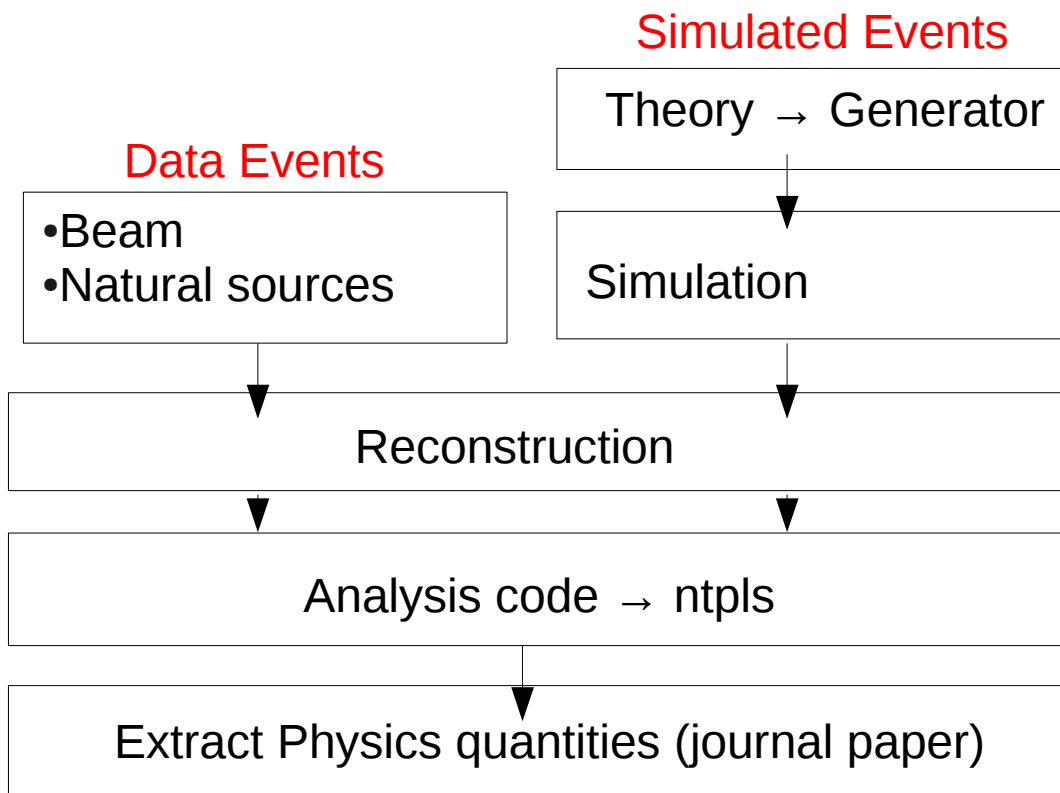 Simulated Events
Theory → Generator
Data Events
•Beam
•Natural sources
Simulation
Reconstruction
Analysis code → ntpls
Extract Physics quantities (journal paper)